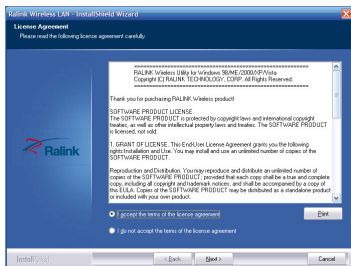 Ralink Wireless LAN - InstallShield Wizard
License Agreement
Please read the following license agreement carefully.
RALINK Wireless Utility for Windows 98/ME/2000/XP/Vista
Copyright (C) RALINK TECHNOLOGY, CORP. All Rights Reserved.
Thank you for purchasing RALINK Wireless product!
SOFTWARE PRODUCT LICENSE
The SOFTWARE PRODUCT is protected by copyright laws and international copyright
treaties, as well as other intellectual property laws and treaties. The SOFTWARE PRODUCT
is licensed, not sold.
1. GRANT OF LICENSE. This End-User License Agreement grants you the following
rights:Installation and Use. You may install and use an unlimited number of copies of the
SOFTWARE PRODUCT.
Reproduction and Distribution. You may reproduce and distribute an unlimited number of
copies of the SOFTWARE PRODUCT; provided that each copy shall be a true and complete
copy, including all copyright and trademark notices, and shall be accompanied by a copy of
this EULA. Copies of the SOFTWARE PRODUCT may be distributed as a standalone product
or included with your own product.
Ralink
I accept the terms of the license agreement
Print
I do not accept the terms of the license agreement
InstallShield
< Back
Next >
Cancel